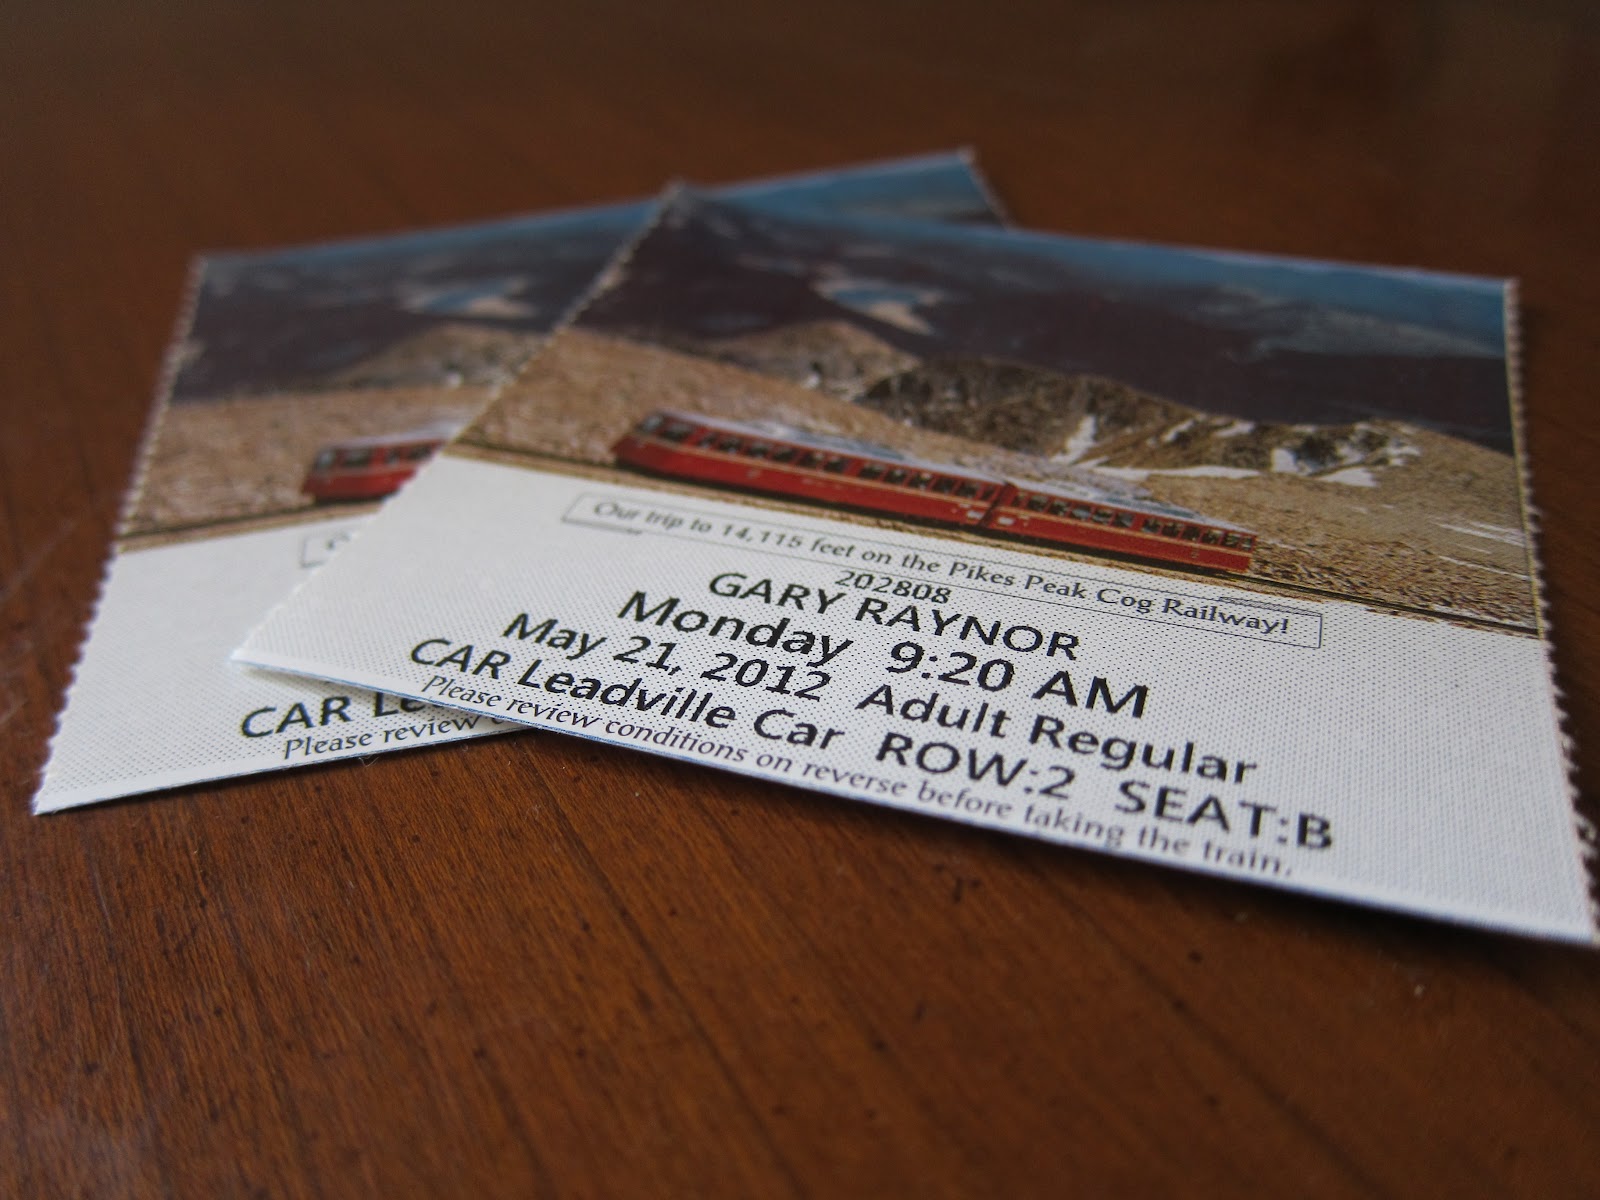 Our trip to 14,115 feet on the Pikes Peak Cog Railway!
202808
GARY RAYNOR
Monday 9:20 AM
May 21, 2012 Adult Regular
CAR Leadville Car ROW:2 SEAT:B
Please review conditions on reverse before taking the train.
CAR Le
Please review